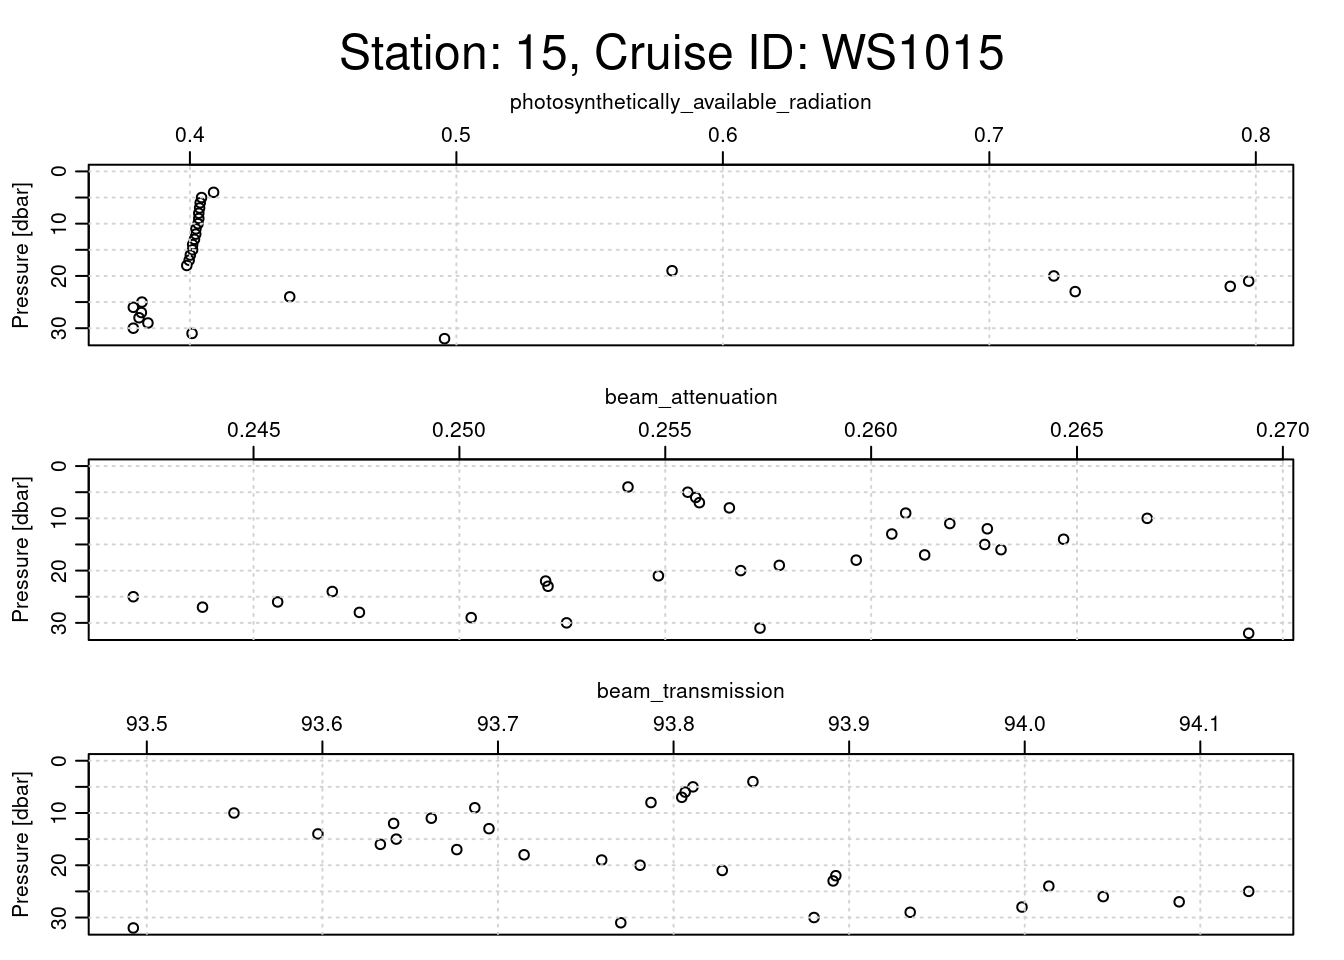 Station: 15, Cruise ID: WS1015
photosynthetically_available_radiation
0.4 0.5 0.6 0.7 0.8
Pressure [dbar]
0
10
20
30
beam_attenuation
0.245 0.250 0.255 0.260 0.265 0.270
Pressure [dbar]
0
10
20
30
beam_transmission
93.5 93.6 93.7 93.8 93.9 94.0 94.1
Pressure [dbar]
0
10
20
30